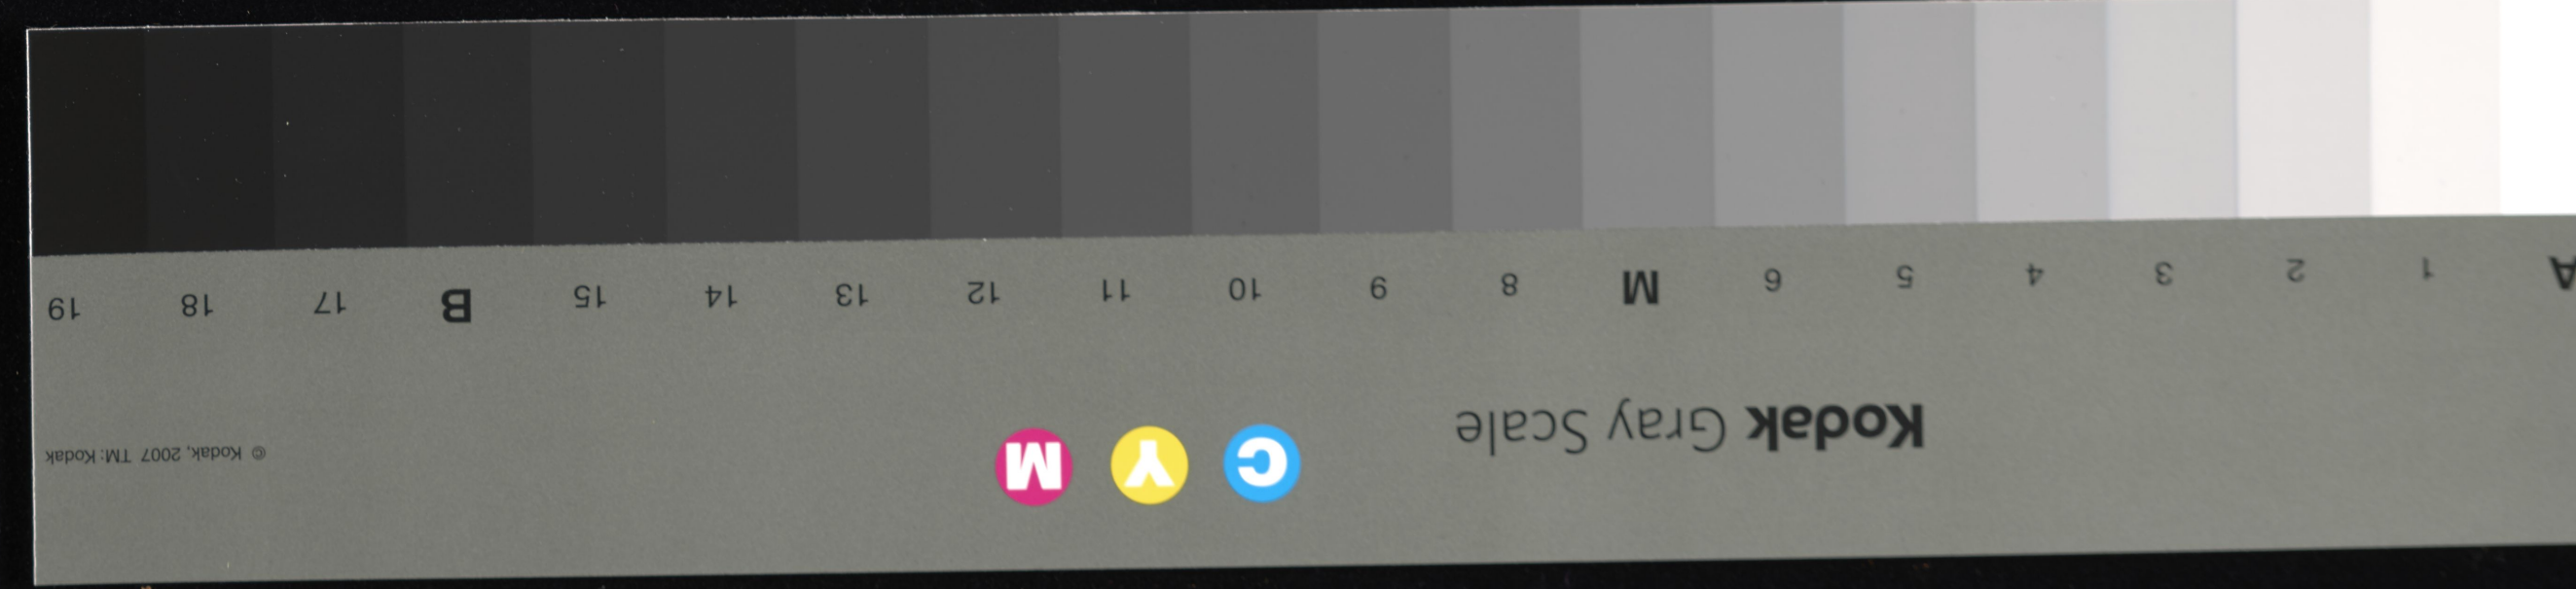 Kodak Gray Scale
C Y M
© Kodak, 2007 TM: Kodak
A 1 2 3 4 5 6 M 8 9 10 11 12 13 14 15 B 17 18 19